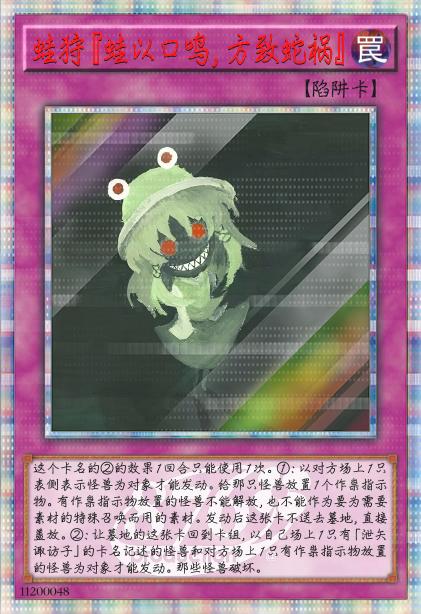 蛙狩『蛙以口鸣,方致蛇祸』
罠
【陷阱卡】
这个卡名的②的效果1回合只能使用1次。①:以对方场上1只
表侧表示怪兽为对象才能发动。给那只怪兽放置1个作祟指示
物。有作祟指示物放置的怪兽不能解放,也不能作为要为需要
素材的特殊召唤而用的素材。发动后这张卡不送去墓地,直接
盖放。②:让墓地的这张卡回到卡组,以自己场上1只有「泄矢
诹访子」的卡名记述的怪兽和对方场上1只有作祟指示物放置
的怪兽为对象才能发动。那些怪兽破坏。
11200048